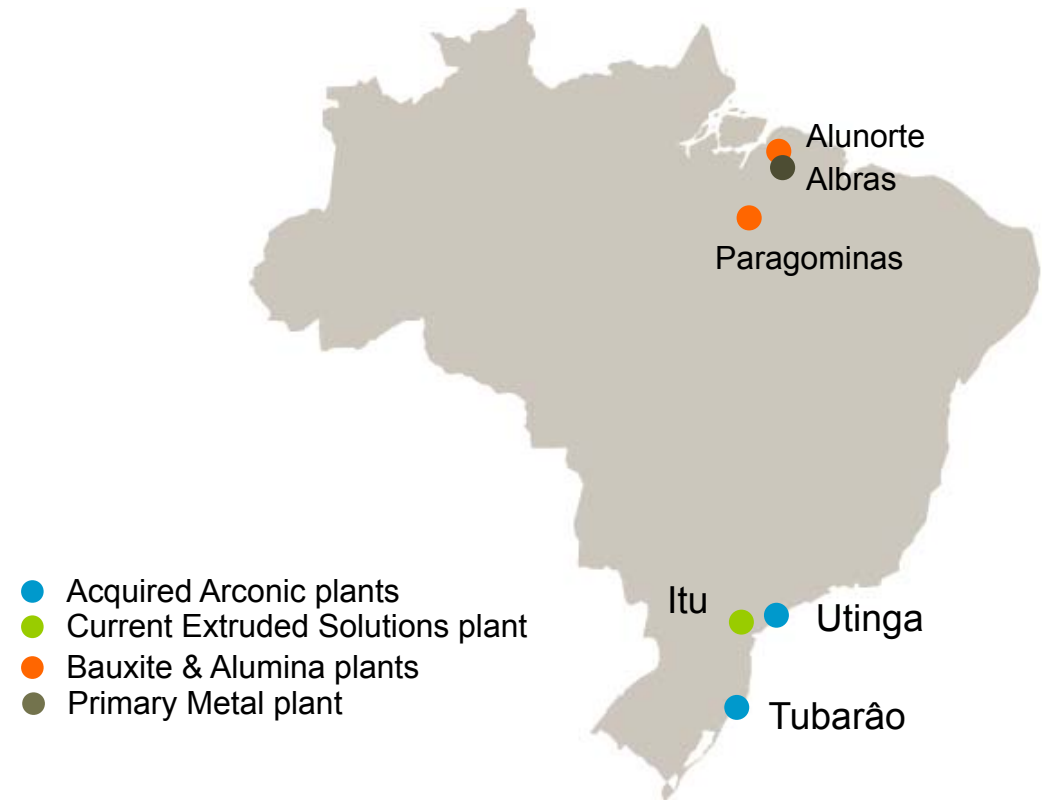 Alunorte
Albras
Paragominas
Acquired Arconic plants
Current Extruded Solutions plant
Bauxite & Alumina plants
Primary Metal plant
Itu
Utinga
Tubarâo